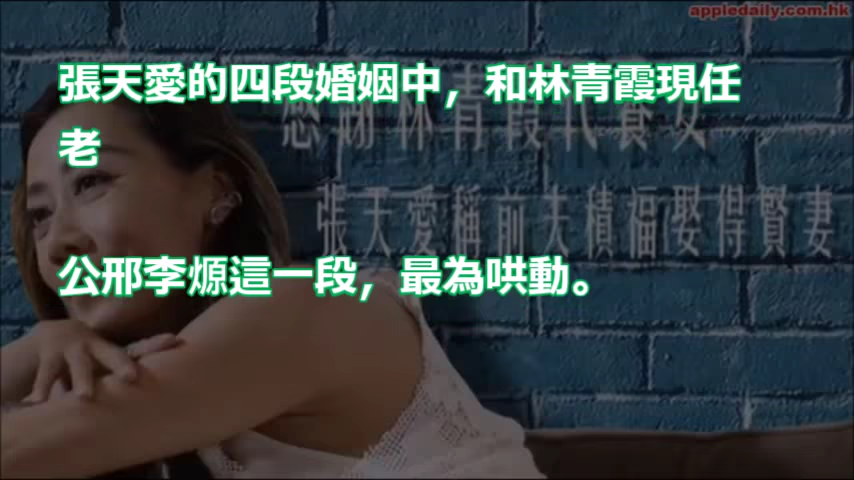 appledaily.com.hk
張天愛的四段婚姻中，和林青霞現任
老
感謝林青霞代養女
張天愛稱前夫積福娶得賢妻
公邢李㷧這一段，最為哄動。